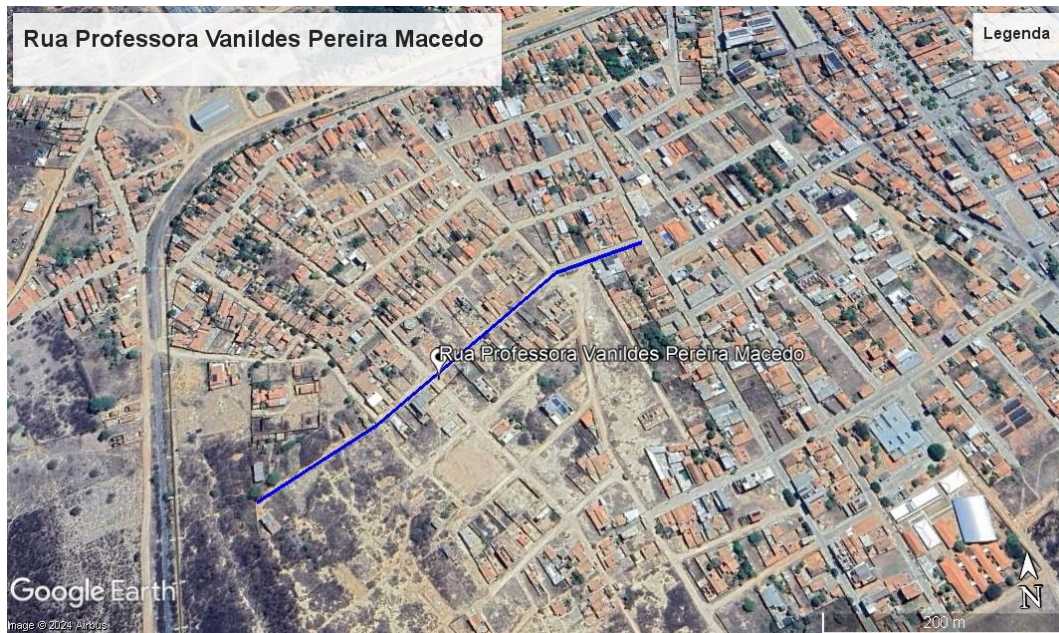 Rua Professora Vanildes Pereira Macedo
Legenda
Rua Professora Vanildes Pereira Macedo
Google Earth
N
Image © 2024 Airbus
200 m